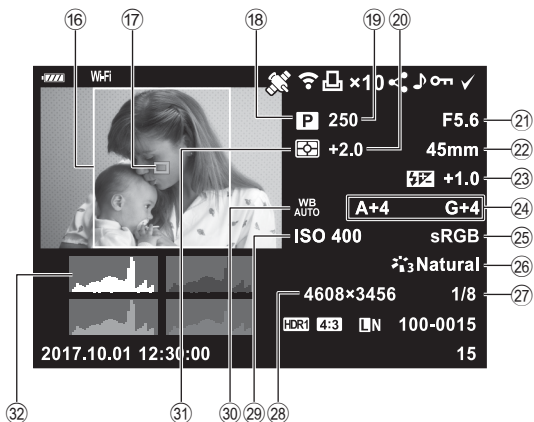 ⑯ ⑰ ⑱ ⑲ ⑳
Wi-Fi ×10
P 250 F5.6 ㉑
+2.0 45mm ㉒
+1.0 ㉓
WB AUTO A+4 G+4 ㉔
ISO 400 sRGB ㉕
3 Natural ㉖
4608×3456 1/8 ㉗
HDR1 4:3 LN 100-0015
2017.10.01 12:30:00 15
㉜ ㉛ ㉚ ㉙ ㉘